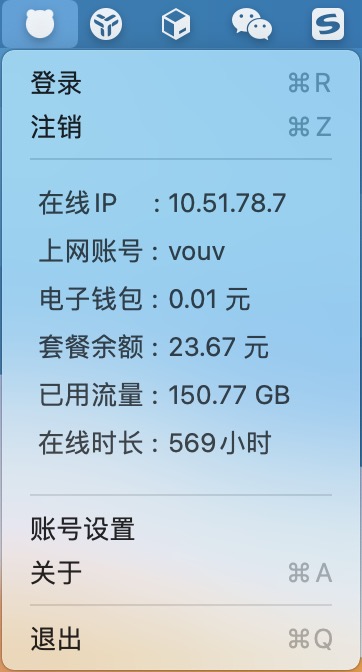 登录 ⌘R
注销 ⌘Z
在线IP : 10.51.78.7
上网账号 : vouv
电子钱包 : 0.01 元
套餐余额 : 23.67 元
已用流量 : 150.77 GB
在线时长 : 569小时
账号设置
关于 ⌘A
退出 ⌘Q